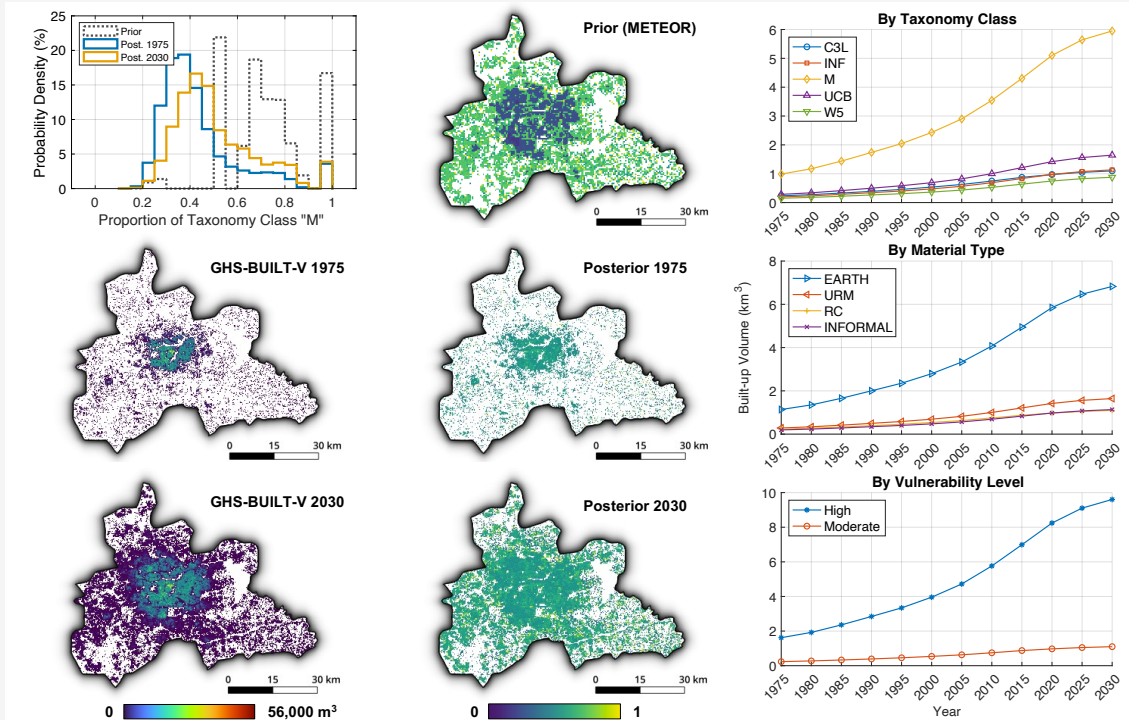 Prior
Post. 1975
Post. 2030
Probability Density (%)
25
20
15
10
5
0
0
0.2
0.4
0.6
0.8
1
Proportion of Taxonomy Class "M"
Prior (METEOR)
0 15 30 km
By Taxonomy Class
C3L
INF
M
UCB
W5
6
5
4
3
2
1
0
1975 1980 1985 1990 1995 2000 2005 2010 2015 2020 2025 2030
GHS-BUILT-V 1975
0 15 30 km
Posterior 1975
0 15 30 km
By Material Type
EARTH
URM
RC
INFORMAL
Built-up Volume (km³)
8
6
4
2
0
1975 1980 1985 1990 1995 2000 2005 2010 2015 2020 2025 2030
GHS-BUILT-V 2030
0 15 30 km
0 56,000 m³
Posterior 2030
0 15 30 km
0 1
By Vulnerability Level
High
Moderate
10
8
6
4
2
0
1975 1980 1985 1990 1995 2000 2005 2010 2015 2020 2025 2030
Year